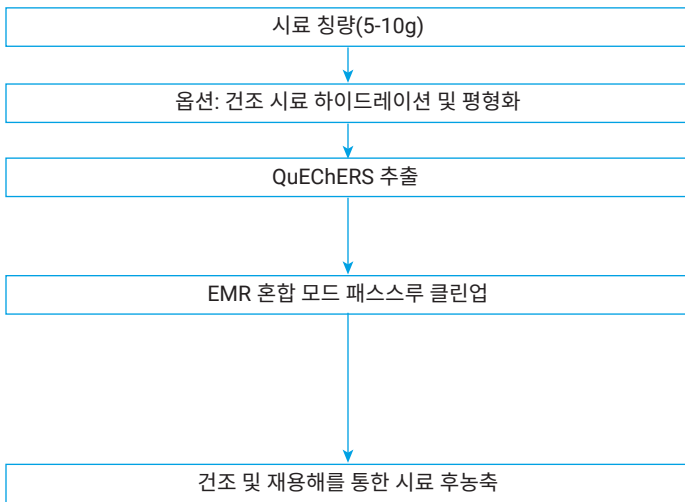 시료 칭량(5-10g)
옵션: 건조 시료 하이드레이션 및 평형화
QuEChERS 추출
EMR 혼합 모드 패스스루 클린업
건조 및 재용해를 통한 시료 후농축